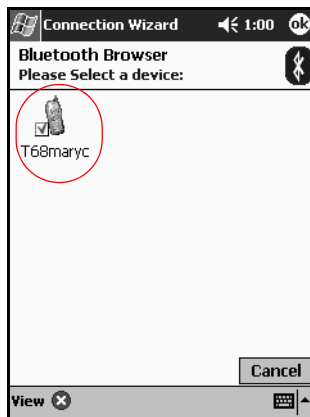 Connection Wizard 1:00 ok
Bluetooth Browser
Please Select a device:
T68maryc
Cancel
View